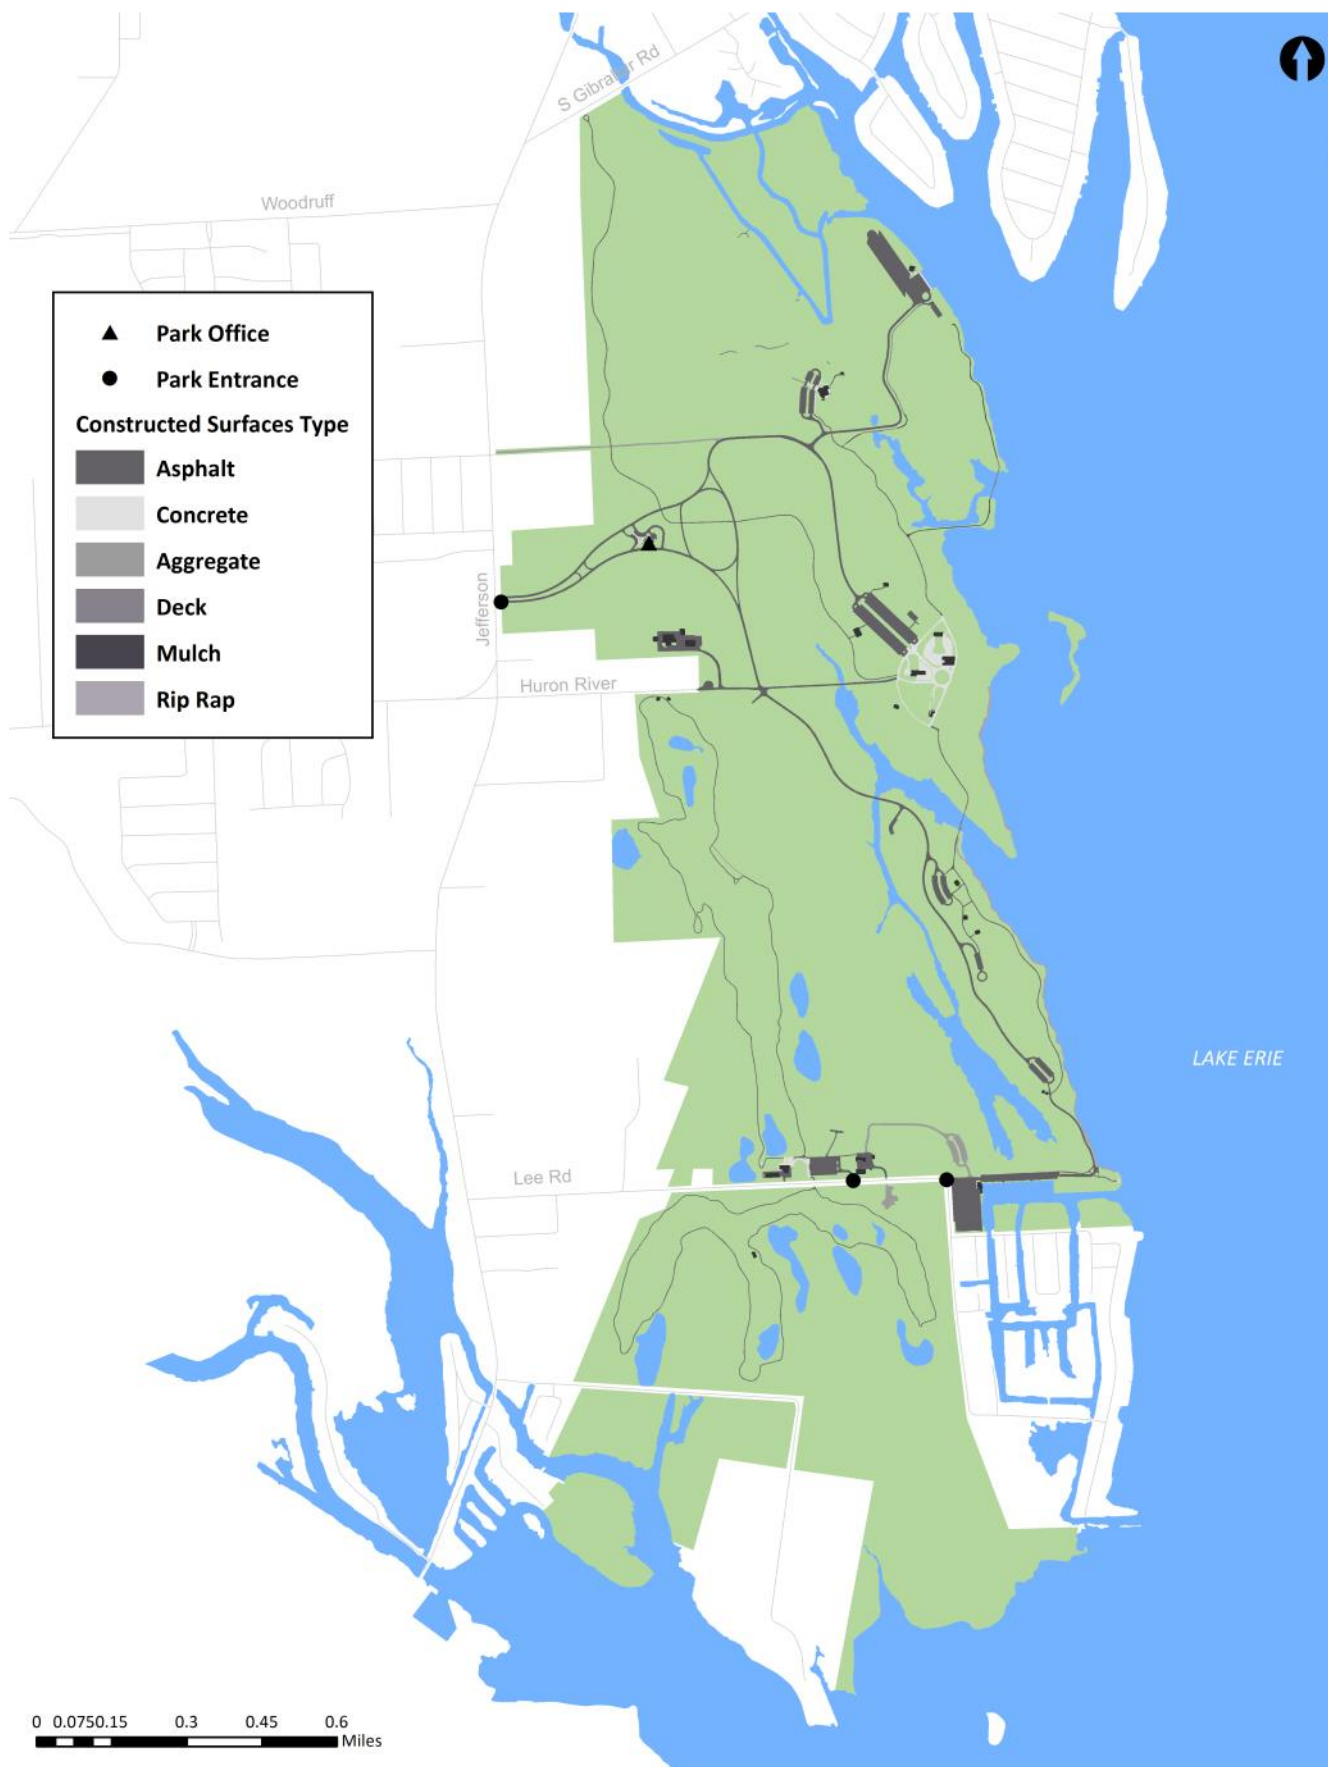 S Gibralter Rd
Woodruff
Park Office
Park Entrance
Constructed Surfaces Type
Asphalt
Concrete
Aggregate
Deck
Mulch
Rip Rap
Jefferson
Huron River
LAKE ERIE
Lee Rd
0 0.0750.15 0.3 0.45 0.6
Miles